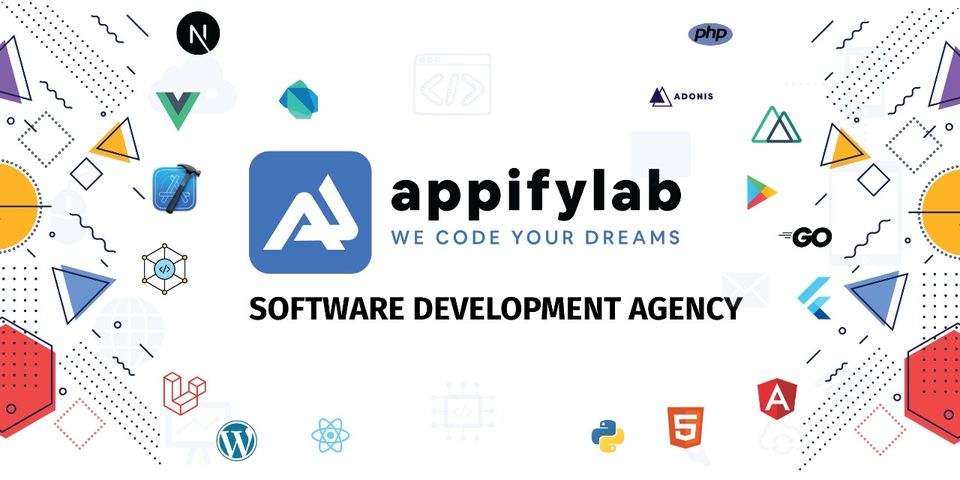 php
ADONIS
appifylab
WE CODE YOUR DREAMS
GO
SOFTWARE DEVELOPMENT AGENCY